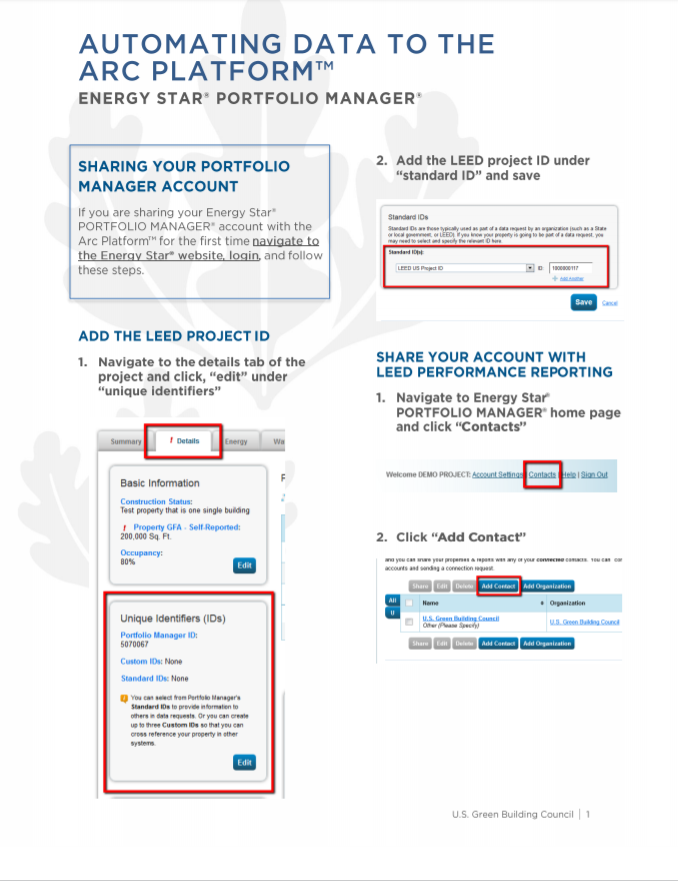 AUTOMATING DATA TO THE
ARC PLATFORM™
ENERGY STAR® PORTFOLIO MANAGER®
SHARING YOUR PORTFOLIO
MANAGER ACCOUNT
If you are sharing your Energy Star®
PORTFOLIO MANAGER® account with the
Arc Platform™ for the first time navigate to
the Energy Star® website, login, and follow
these steps.
ADD THE LEED PROJECT ID
1. Navigate to the details tab of the
project and click, “edit” under
“unique identifiers”
Summary
! Details
Energy
Wa
Basic Information
Construction Status:
Test property that is one single building
! Property GFA - Self-Reported:
200,000 Sq. Ft.
Occupancy:
80%
Edit
Unique Identifiers (IDs)
Portfolio Manager ID:
5070067
Custom IDs: None
Standard IDs: None
You can select from Portfolio Manager's
Standard IDs to provide information to
others in data requests. Or you can create
up to three Custom IDs so that you can
cross reference your property in other
systems.
Edit
2. Add the LEED project ID under
“standard ID” and save
Standard IDs
Standard IDs are those typically used as part of a data request by an organization (such as a State
or local government, or LEED). If you know your property is going to be part of a data request, you
may need to select and specify the relevant ID here.
Standard ID(s):
LEED US Project ID
ID:
1000000117
Add Another
Save
Cancel
SHARE YOUR ACCOUNT WITH
LEED PERFORMANCE REPORTING
1. Navigate to Energy Star®
PORTFOLIO MANAGER® home page
and click “Contacts”
Welcome DEMO PROJECT: Account Settings | Contacts | Help | Sign Out
2. Click “Add Contact”
and you can share your properties & reports with any of your connected contacts. You can
accounts and sending a connection request.
Share Edit Delete Add Contact Add Organization
All
U
Name
Organization
U.S. Green Building Council
Other (Please Specify)
U.S. Green Building Council
Share Edit Delete Add Contact Add Organization
U.S. Green Building Council | 1